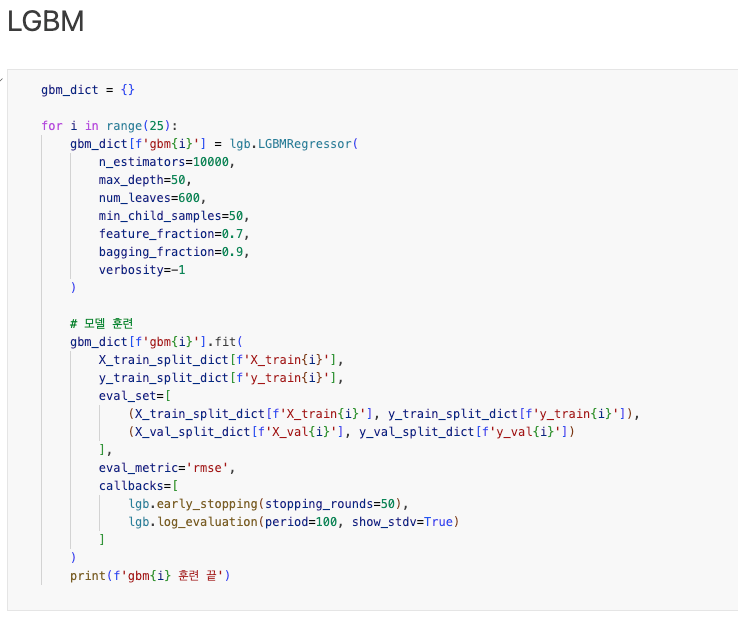 LGBM
gbm_dict = {}
for i in range(25):
gbm_dict[f'gbm{i}'] = lgb.LGBMRegressor(
n_estimators=10000,
max_depth=50,
num_leaves=600,
min_child_samples=50,
feature_fraction=0.7,
bagging_fraction=0.9,
verbosity=-1
)
# 모델 훈련
gbm_dict[f'gbm{i}'].fit(
X_train_split_dict[f'X_train{i}'],
y_train_split_dict[f'y_train{i}'],
eval_set=[
(X_train_split_dict[f'X_train{i}'], y_train_split_dict[f'y_train{i}']),
(X_val_split_dict[f'X_val{i}'], y_val_split_dict[f'y_val{i}'])
],
eval_metric='rmse',
callbacks=[
lgb.early_stopping(stopping_rounds=50),
lgb.log_evaluation(period=100, show_stdv=True)
]
)
print(f'gbm{i} 훈련 끝')